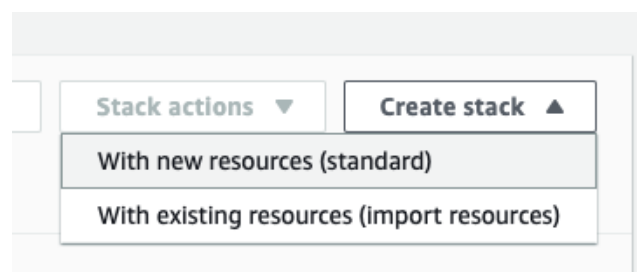 Stack actions
Create stack
With new resources (standard)
With existing resources (import resources)